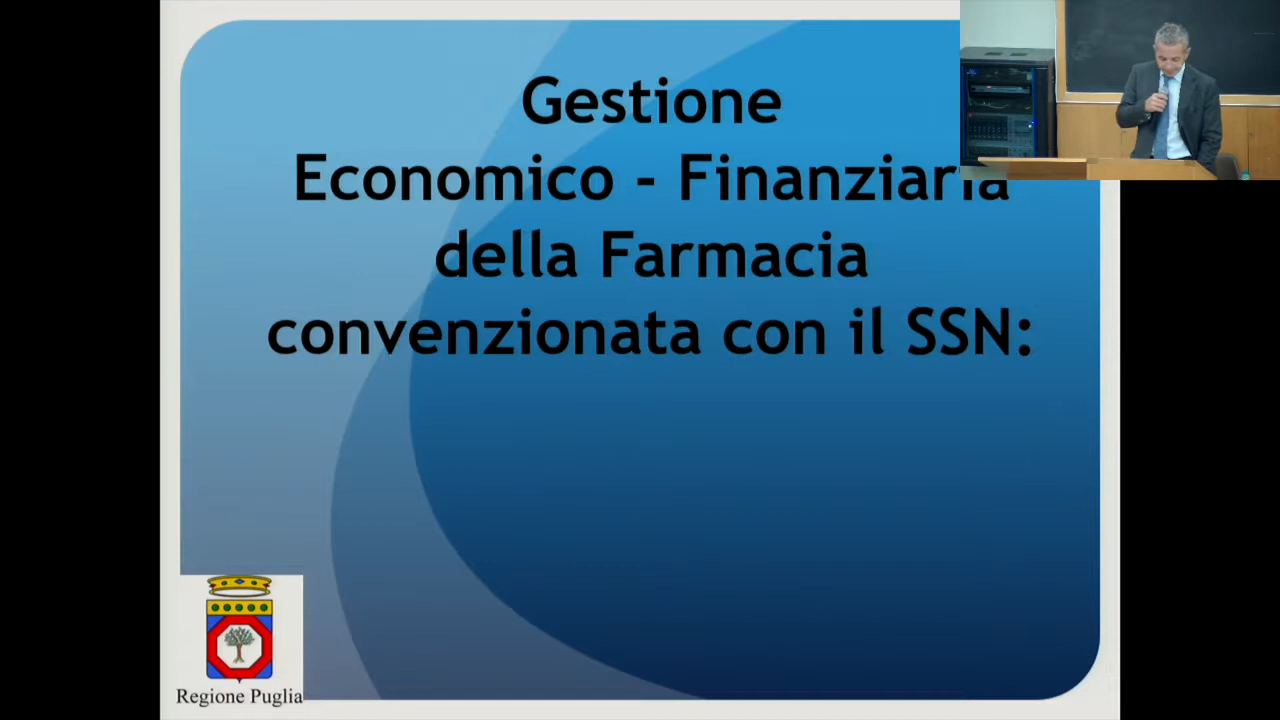 Gestione
Economico - Finanziaria
della Farmacia
convenzionata con il SSN:
Regione Puglia